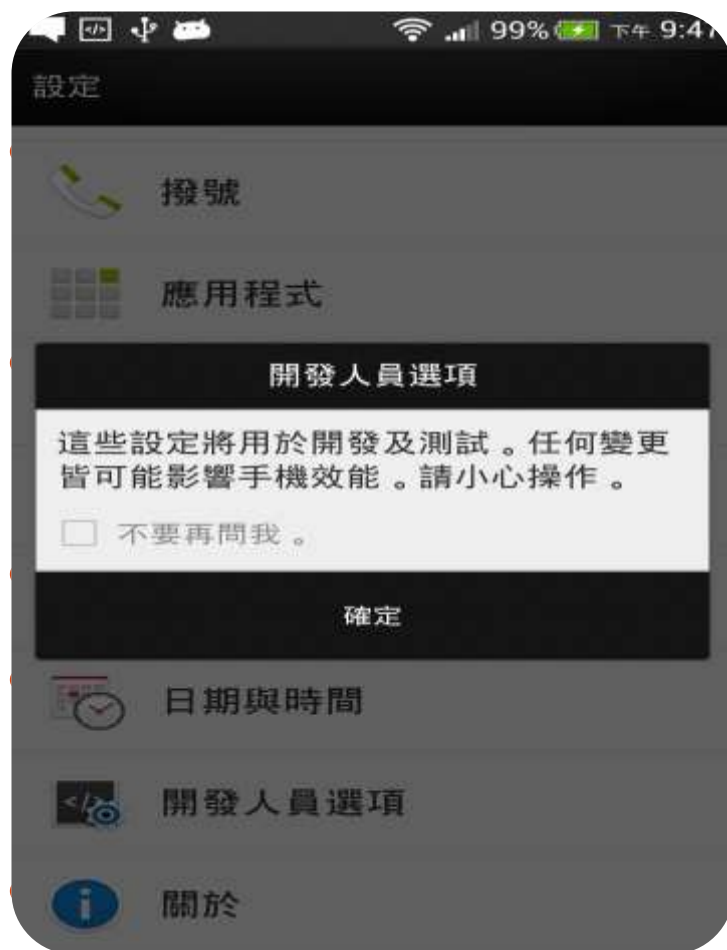 99% 下午 9:47
設定
撥號
應用程式
開發人員選項
這些設定將用於開發及測試。任何變更
皆可能影響手機效能。請小心操作。
不要再問我。
確定
日期與時間
開發人員選項
關於